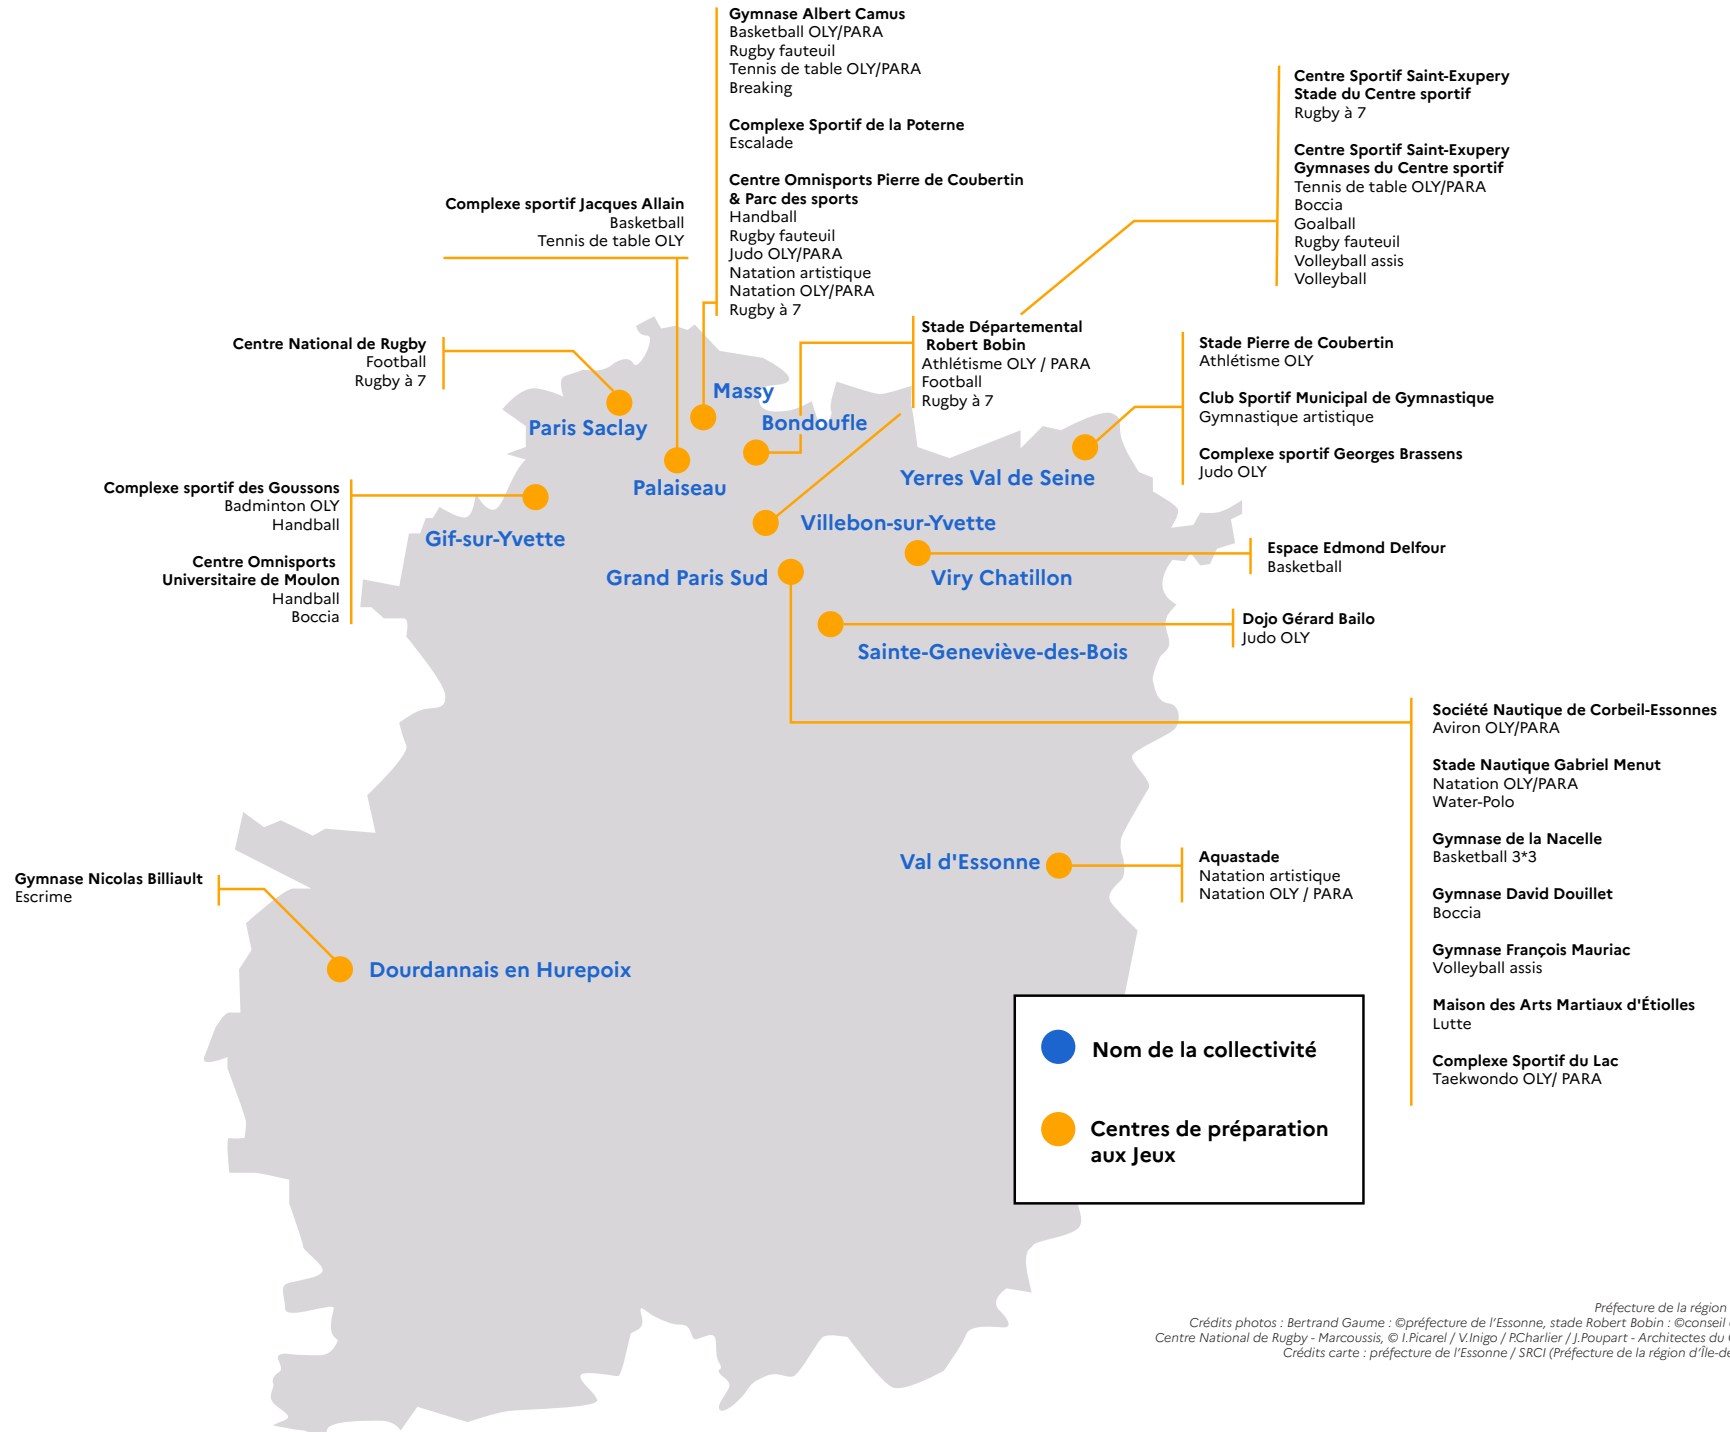 Gymnase Albert Camus
Basketball OLY/PARA
Rugby fauteuil
Tennis de table OLY/PARA
Breaking
Complexe Sportif de la Poterne
Escalade
Centre Omnisports Pierre de Coubertin
& Parc des sports
Handball
Rugby fauteuil
Judo OLY/PARA
Natation artistique
Natation OLY/PARA
Rugby à 7
Centre Sportif Saint-Exupery
Stade du Centre sportif
Rugby à 7
Centre Sportif Saint-Exupery
Gymnases du Centre sportif
Tennis de table OLY/PARA
Boccia
Goalball
Rugby fauteuil
Volleyball assis
Volleyball
Complexe sportif Jacques Allain
Basketball
Tennis de table OLY
Centre National de Rugby
Football
Rugby à 7
Stade Départemental
Robert Bobin
Athlétisme OLY / PARA
Football
Rugby à 7
Stade Pierre de Coubertin
Athlétisme OLY
Club Sportif Municipal de Gymnastique
Gymnastique artistique
Complexe sportif Georges Brassens
Judo OLY
Massy
Paris Saclay
Bondoufle
Palaiseau
Yerres Val de Seine
Complexe sportif des Goussons
Badminton OLY
Handball
Centre Omnisports
Universitaire de Moulon
Handball
Boccia
Gif-sur-Yvette
Villebon-sur-Yvette
Grand Paris Sud
Viry Chatillon
Espace Edmond Delfour
Basketball
Dojo Gérard Bailo
Judo OLY
Sainte-Geneviève-des-Bois
Société Nautique de Corbeil-Essonnes
Aviron OLY/PARA
Stade Nautique Gabriel Menut
Natation OLY/PARA
Water-Polo
Gymnase de la Nacelle
Basketball 3*3
Gymnase David Douillet
Boccia
Gymnase François Mauriac
Volleyball assis
Maison des Arts Martiaux d'Étiolles
Lutte
Complexe Sportif du Lac
Taekwondo OLY/ PARA
Val d'Essonne
Aquastade
Natation artistique
Natation OLY / PARA
Gymnase Nicolas Billiault
Escrime
Dourdannais en Hurepoix
Nom de la collectivité
Centres de préparation
aux Jeux
Préfecture de la région
Crédits photos : Bertrand Gaume : ©préfecture de l'Essonne, stade Robert Bobin : ©conseil
Centre National de Rugby - Marcoussis, © I.Picarel / V.Inigo / P.Charlier / J.Poupart - Architectes du
Crédits carte : préfecture de l'Essonne / SRCI (Préfecture de la région d'Île-de